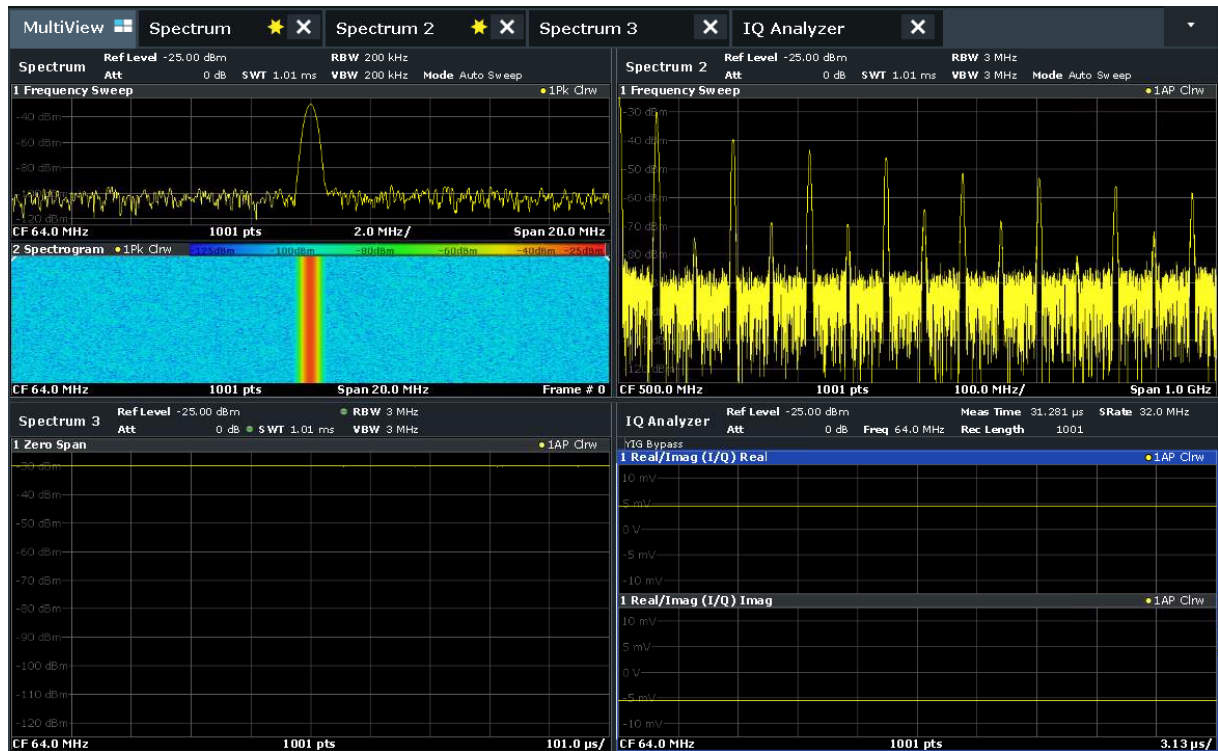 MultiView Spectrum Spectrum 2 Spectrum 3 IQ Analyzer
Spectrum Ref Level -25.00 dBm RBW 200 kHz
Att 0 dB SWT 1.01 ms VBW 200 kHz Mode Auto Sweep
1 Frequency Sweep 1Pk Clrw
-40 dBm
-60 dBm
-80 dBm
-100 dBm
-120 dBm
CF 64.0 MHz 1001 pts 2.0 MHz/ Span 20.0 MHz
2 Spectrogram 1Pk Clrw -125dBm -100dBm -80dBm -60dBm -40dBm -25dBm
CF 64.0 MHz 1001 pts Span 20.0 MHz Frame # 0
Spectrum 2 Ref Level -25.00 dBm RBW 3 MHz
Att 0 dB SWT 1.01 ms VBW 3 MHz Mode Auto Sweep
1 Frequency Sweep 1AP Clrw
-30 dBm
-40 dBm
-50 dBm
-60 dBm
-70 dBm
-80 dBm
CF 500.0 MHz 1001 pts 100.0 MHz/ Span 1.0 GHz
Spectrum 3 Ref Level -25.00 dBm RBW 3 MHz
Att 0 dB SWT 1.01 ms VBW 3 MHz
1 Zero Span 1AP Clrw
-30 dBm
-40 dBm
-50 dBm
-60 dBm
-70 dBm
-80 dBm
-90 dBm
-100 dBm
-110 dBm
-120 dBm
CF 64.0 MHz 1001 pts 101.0 µs/
IQ Analyzer Ref Level -25.00 dBm Meas Time 31.281 µs SRate 32.0 MHz
Att 0 dB Freq 64.0 MHz Rec Length 1001
YIG Bypass
1 Real/Imag (I/Q) Real 1AP Clrw
10 mV
5 mV
0 V
-5 mV
-10 mV
1 Real/Imag (I/Q) Imag 1AP Clrw
10 mV
5 mV
0 V
-5 mV
-10 mV
CF 64.0 MHz 1001 pts 3.13 µs/